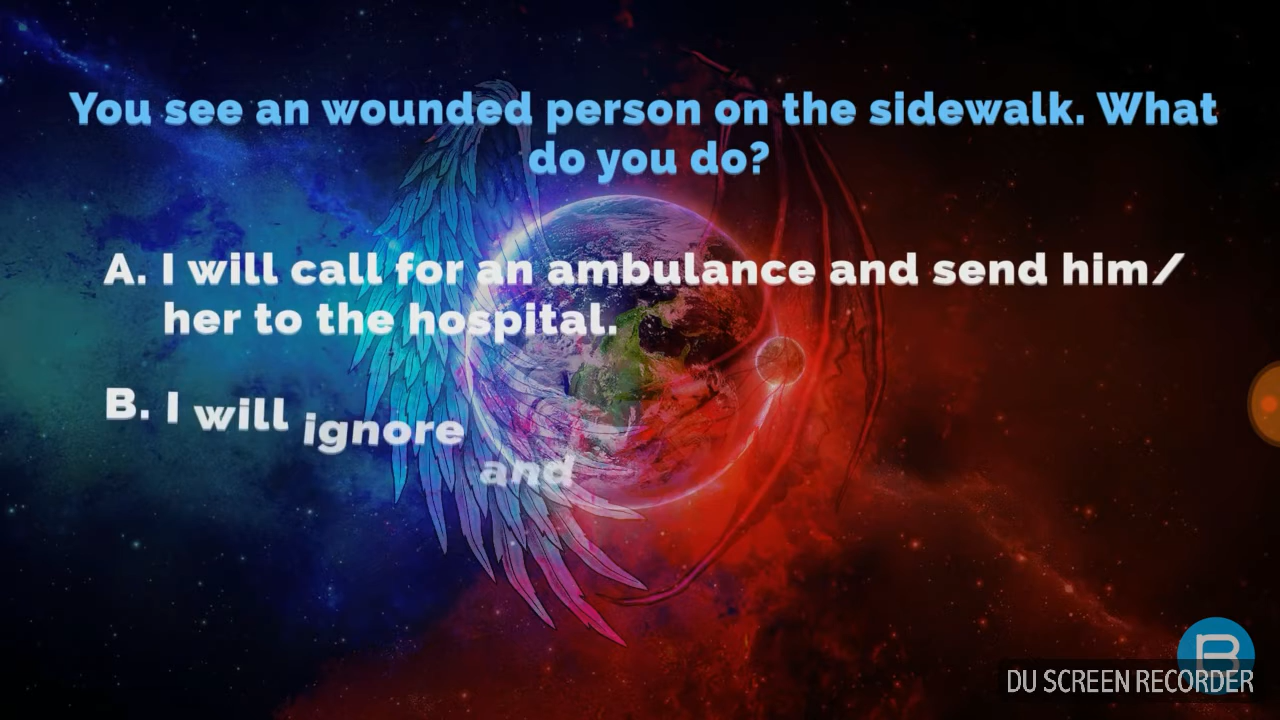 You see an wounded person on the sidewalk. What
do you do?
A. I will call for an ambulance and send him/
her to the hospital.
B. I will ignore and
B
DU SCREEN RECORDER